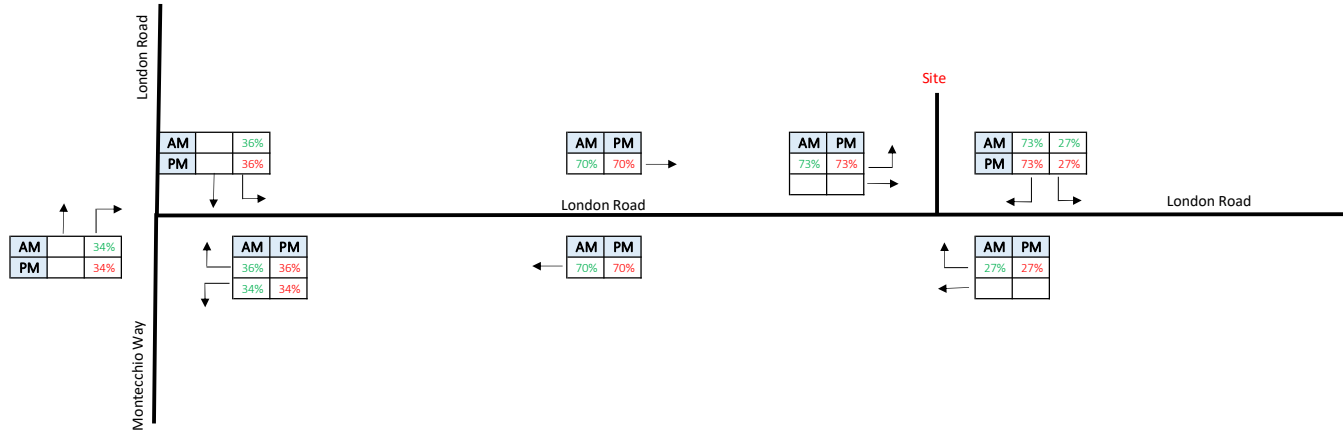 London Road
Site
AM 36%
PM 36%
AM PM
70% 70%
AM PM
73% 73%
AM 73% 27%
PM 73% 27%
London Road
London Road
AM 34%
PM 34%
AM PM
36% 36%
34% 34%
AM PM
70% 70%
AM PM
27% 27%
Montecchio Way